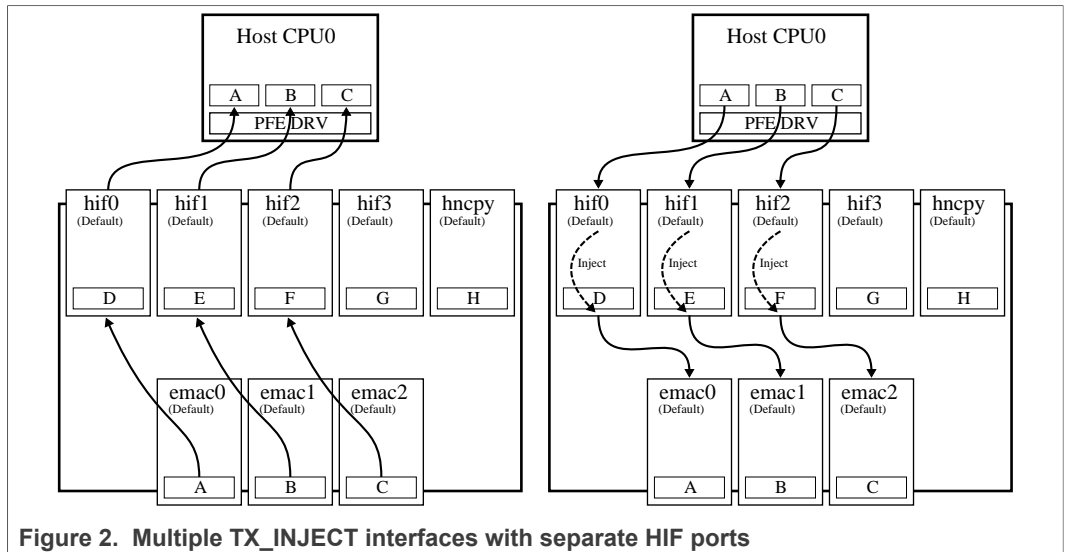 Host CPU0
A B C
PFE DRV
hif0 hif1 hif2 hif3 hncpy
(Default) (Default) (Default) (Default) (Default)
D E F G H
emac0 emac1 emac2
(Default) (Default) (Default)
A B C
Host CPU0
A B C
PFE DRV
hif0 hif1 hif2 hif3 hncpy
(Default) (Default) (Default) (Default) (Default)
Inject Inject Inject
D E F G H
emac0 emac1 emac2
(Default) (Default) (Default)
A B C
Figure 2. Multiple TX_INJECT interfaces with separate HIF ports